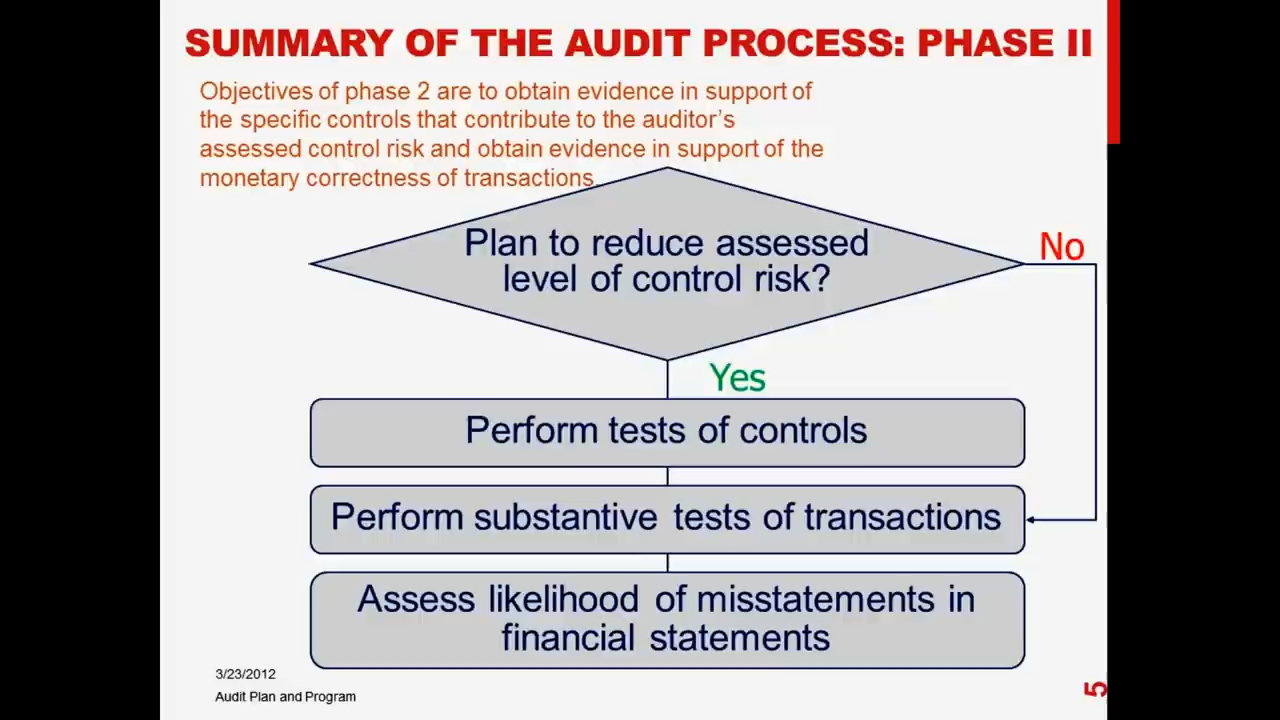 SUMMARY OF THE AUDIT PROCESS: PHASE II
Objectives of phase 2 are to obtain evidence in support of
the specific controls that contribute to the auditor’s
assessed control risk and obtain evidence in support of the
monetary correctness of transactions.
Plan to reduce assessed
level of control risk?
No
Yes
Perform tests of controls
Perform substantive tests of transactions
Assess likelihood of misstatements in
financial statements
3/23/2012
Audit Plan and Program
5